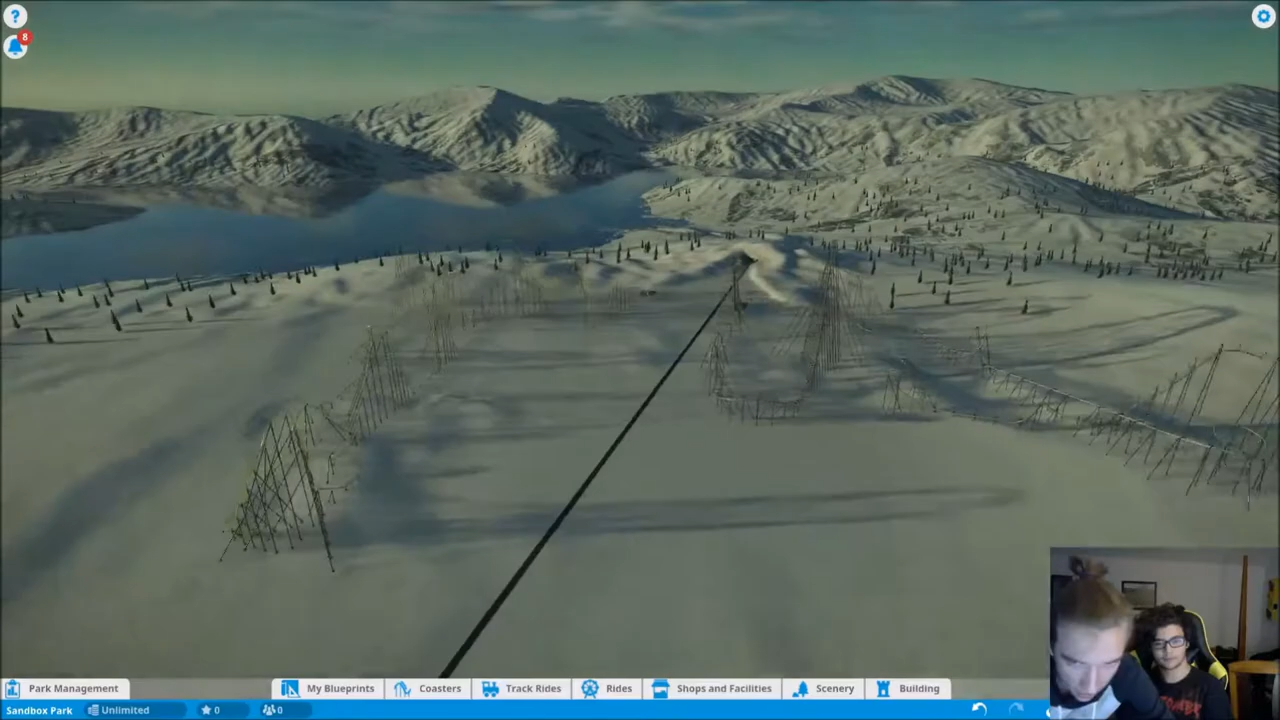 ?
8
Park Management
My Blueprints
Coasters
Track Rides
Rides
Shops and Facilities
Scenery
Building
Sandbox Park
Unlimited
0
0